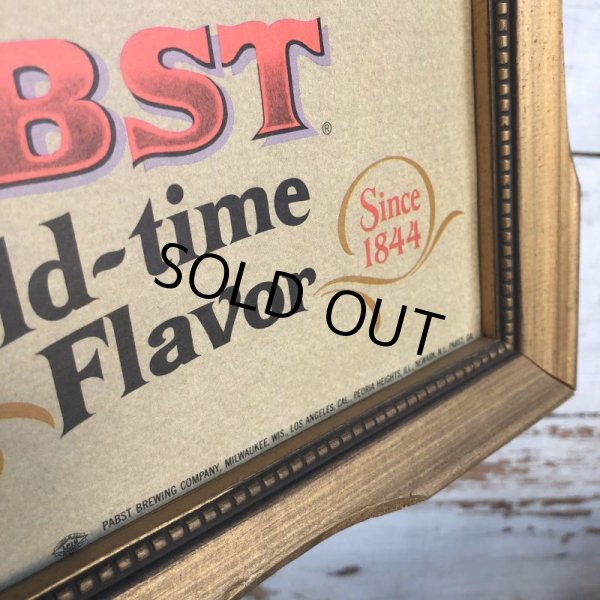 BST®
ld-time
Flavor
Since
1844
SOLD OUT
PABST BREWING COMPANY, MILWAUKEE, WIS., LOS ANGELES, CAL., PEORIA HEIGHTS, ILL., NEWARK, N.J., PABST, GA.